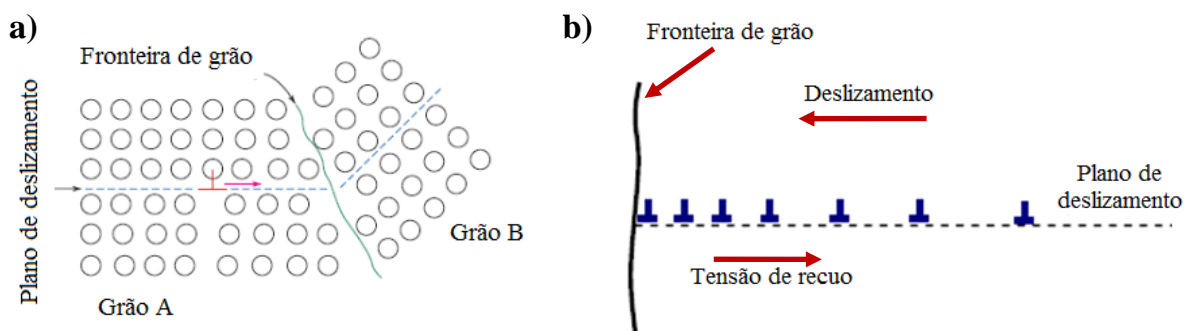 a)
Fronteira de grão
Plano de deslizamento
Grão B
Grão A
b)
Fronteira de grão
Deslizamento
Plano de
deslizamento
Tensão de recuo